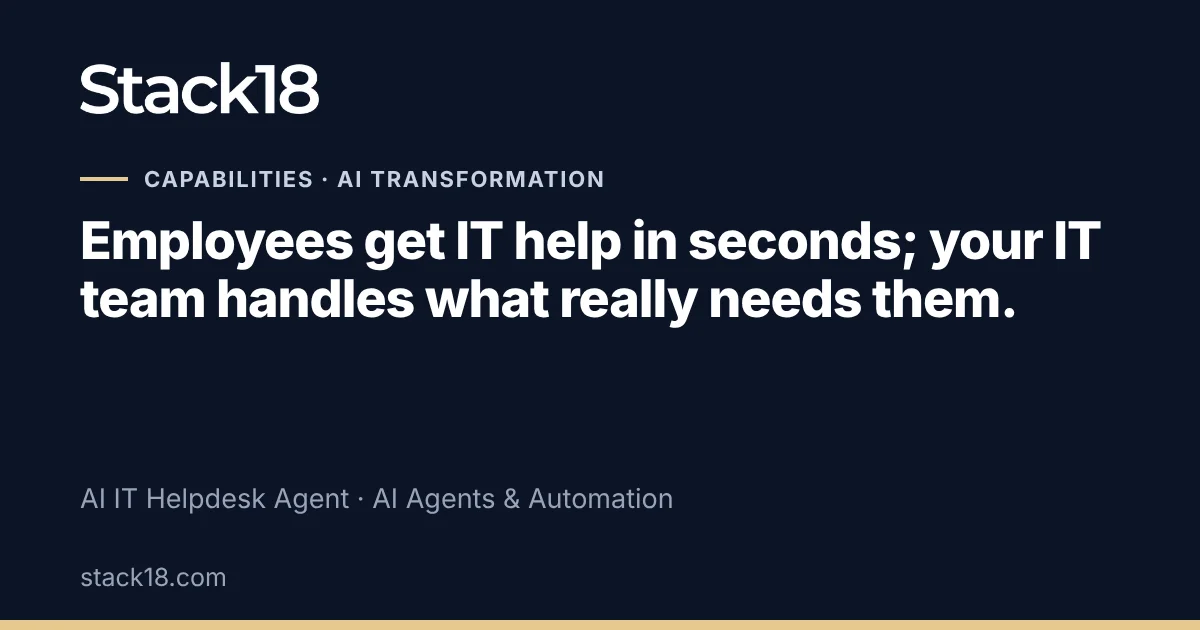 Stack18
CAPABILITIES · AI TRANSFORMATION
Employees get IT help in seconds; your IT
team handles what really needs them.
AI IT Helpdesk Agent · AI Agents & Automation
stack18.com